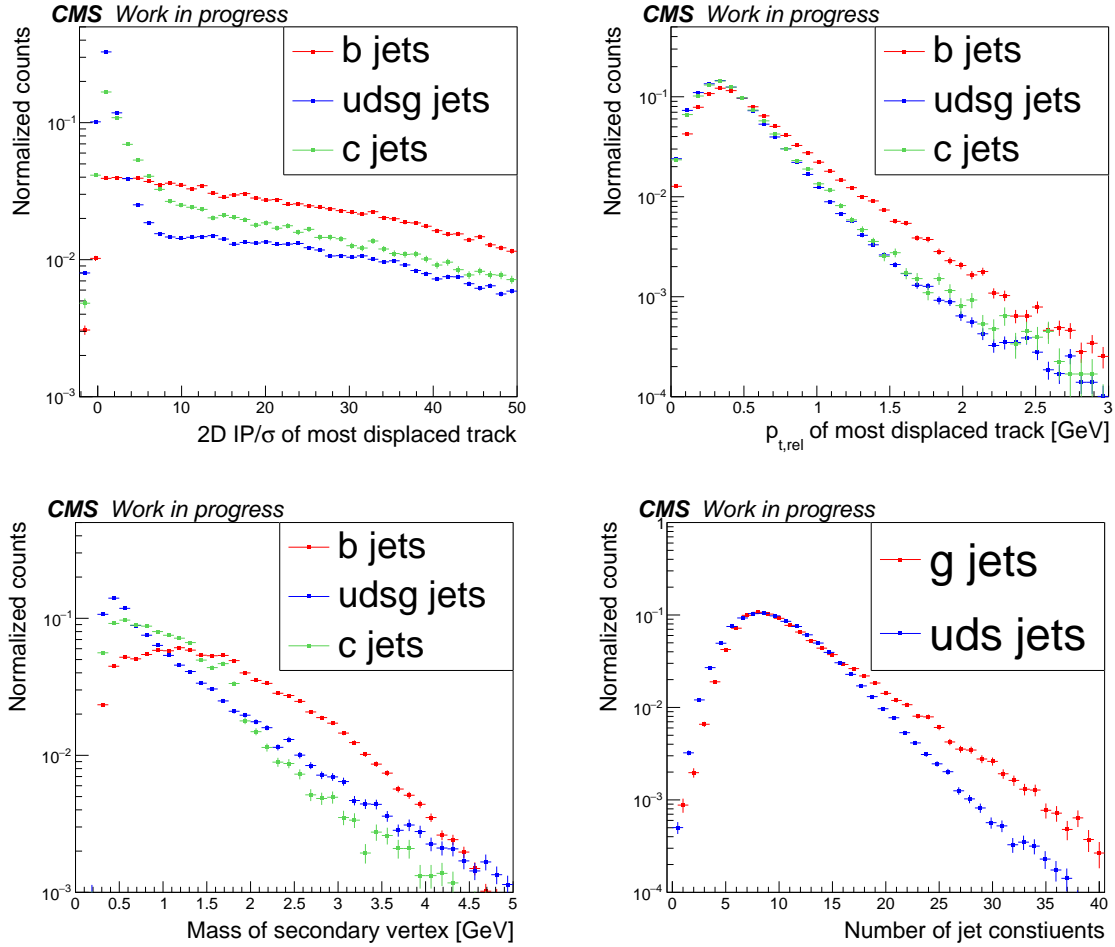 CMS Work in progress
Normalized counts
b jets
udsg jets
c jets
10⁻¹
10⁻²
10⁻³
0 10 20 30 40 50
2D IP/σ of most displaced track
CMS Work in progress
Normalized counts
b jets
udsg jets
c jets
10⁻¹
10⁻²
10⁻³
10⁻⁴
0 0.5 1 1.5 2 2.5 3
p_t,rel of most displaced track [GeV]
CMS Work in progress
Normalized counts
b jets
udsg jets
c jets
10⁻¹
10⁻²
10⁻³
0 0.5 1 1.5 2 2.5 3 3.5 4 4.5 5
Mass of secondary vertex [GeV]
CMS Work in progress
Normalized counts
g jets
uds jets
1
10⁻¹
10⁻²
10⁻³
10⁻⁴
0 5 10 15 20 25 30 35 40
Number of jet constiuents